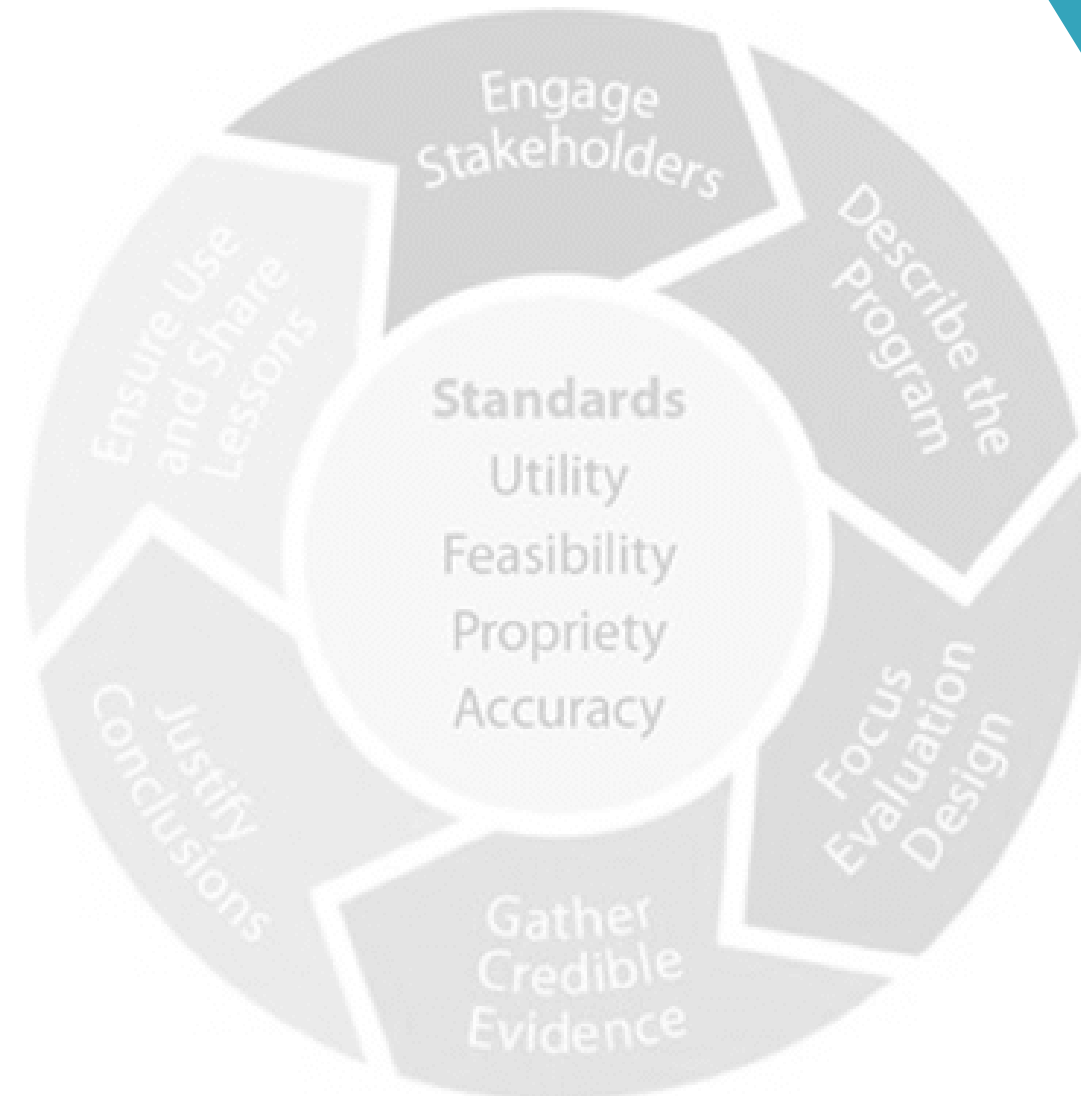 Engage
Stakeholders
Describe the
Program
Focus
Evaluation
Design
Gather
Credible
Evidence
Justify
Conclusions
Ensure Use
and Share
Lessons
Standards
Utility
Feasibility
Propriety
Accuracy